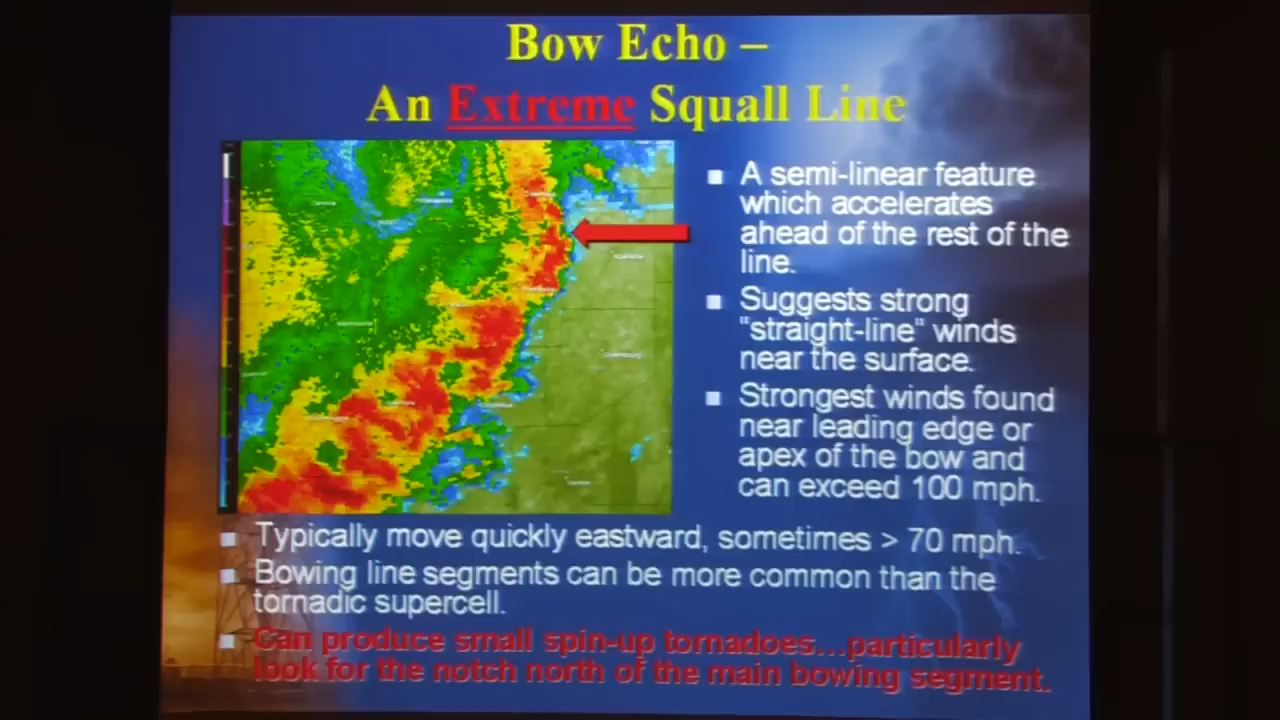 Bow Echo –
An Extreme Squall Line
A semi-linear feature
which accelerates
ahead of the rest of the
line.
Suggests strong
"straight-line" winds
near the surface.
Strongest winds found
near leading edge or
apex of the bow and
can exceed 100 mph.
Typically move quickly eastward, sometimes > 70 mph.
Bowing line segments can be more common than the
tornadic supercell.
Can produce small spin-up tornadoes...particularly
look for the notch north of the main bowing segment.